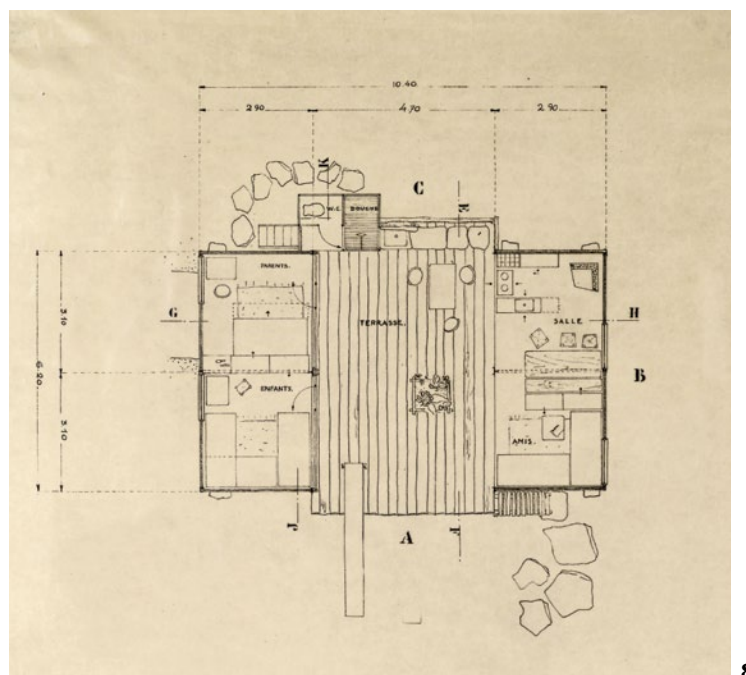 10.40
2.90 4.70 2.90
K
C
E
W.C. DOUCHE
PARENTS.
G
TERRASSE.
SALLE
H
3.10
6.20.
B
ENFANTS.
3.10
AMIS.
J
A
F